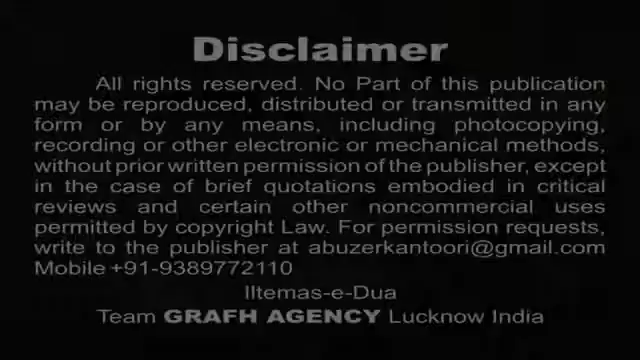 Disclaimer
All rights reserved. No Part of this publication
may be reproduced, distributed or transmitted in any
form or by any means, including photocopying,
recording or other electronic or mechanical methods,
without prior written permission of the publisher, except
in the case of brief quotations embodied in critical
reviews and certain other noncommercial uses
permitted by copyright Law. For permission requests,
write to the publisher at abuzerkantoori@gmail.com
Mobile +91-9389772110
Iltemas-e-Dua
Team GRAFH AGENCY Lucknow India